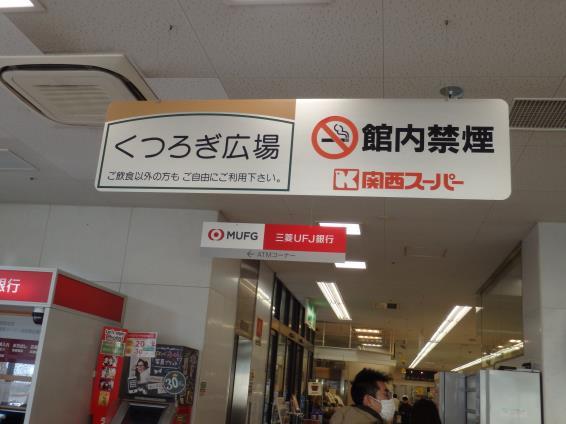 くつろぎ広場
ご飲食以外の方も ご自由にご利用下さい。
館内禁煙
K 関西スーパー
MUFG 三菱UFJ銀行
← ATMコーナー
銀行
20
30